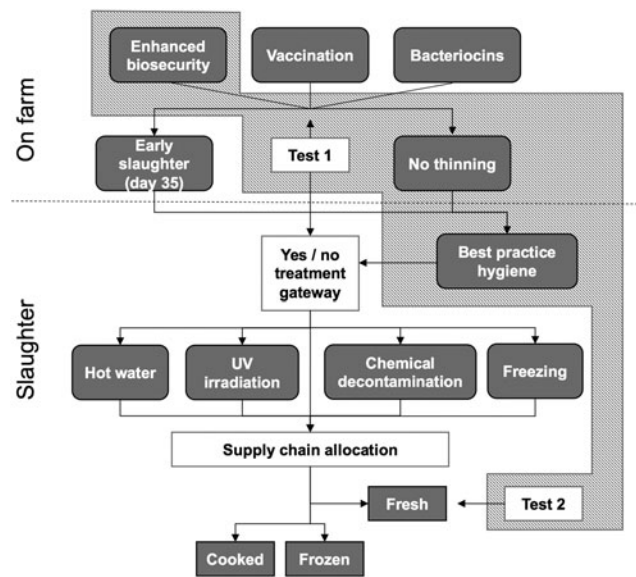 On farm
Enhanced
biosecurity
Vaccination
Bacteriocins
Early
slaughter
(day 35)
Test 1
No thinning
Slaughter
Yes / no
treatment
gateway
Best practice
hygiene
Hot water
UV
irradiation
Chemical
decontamination
Freezing
Supply chain allocation
Fresh
Test 2
Cooked
Frozen